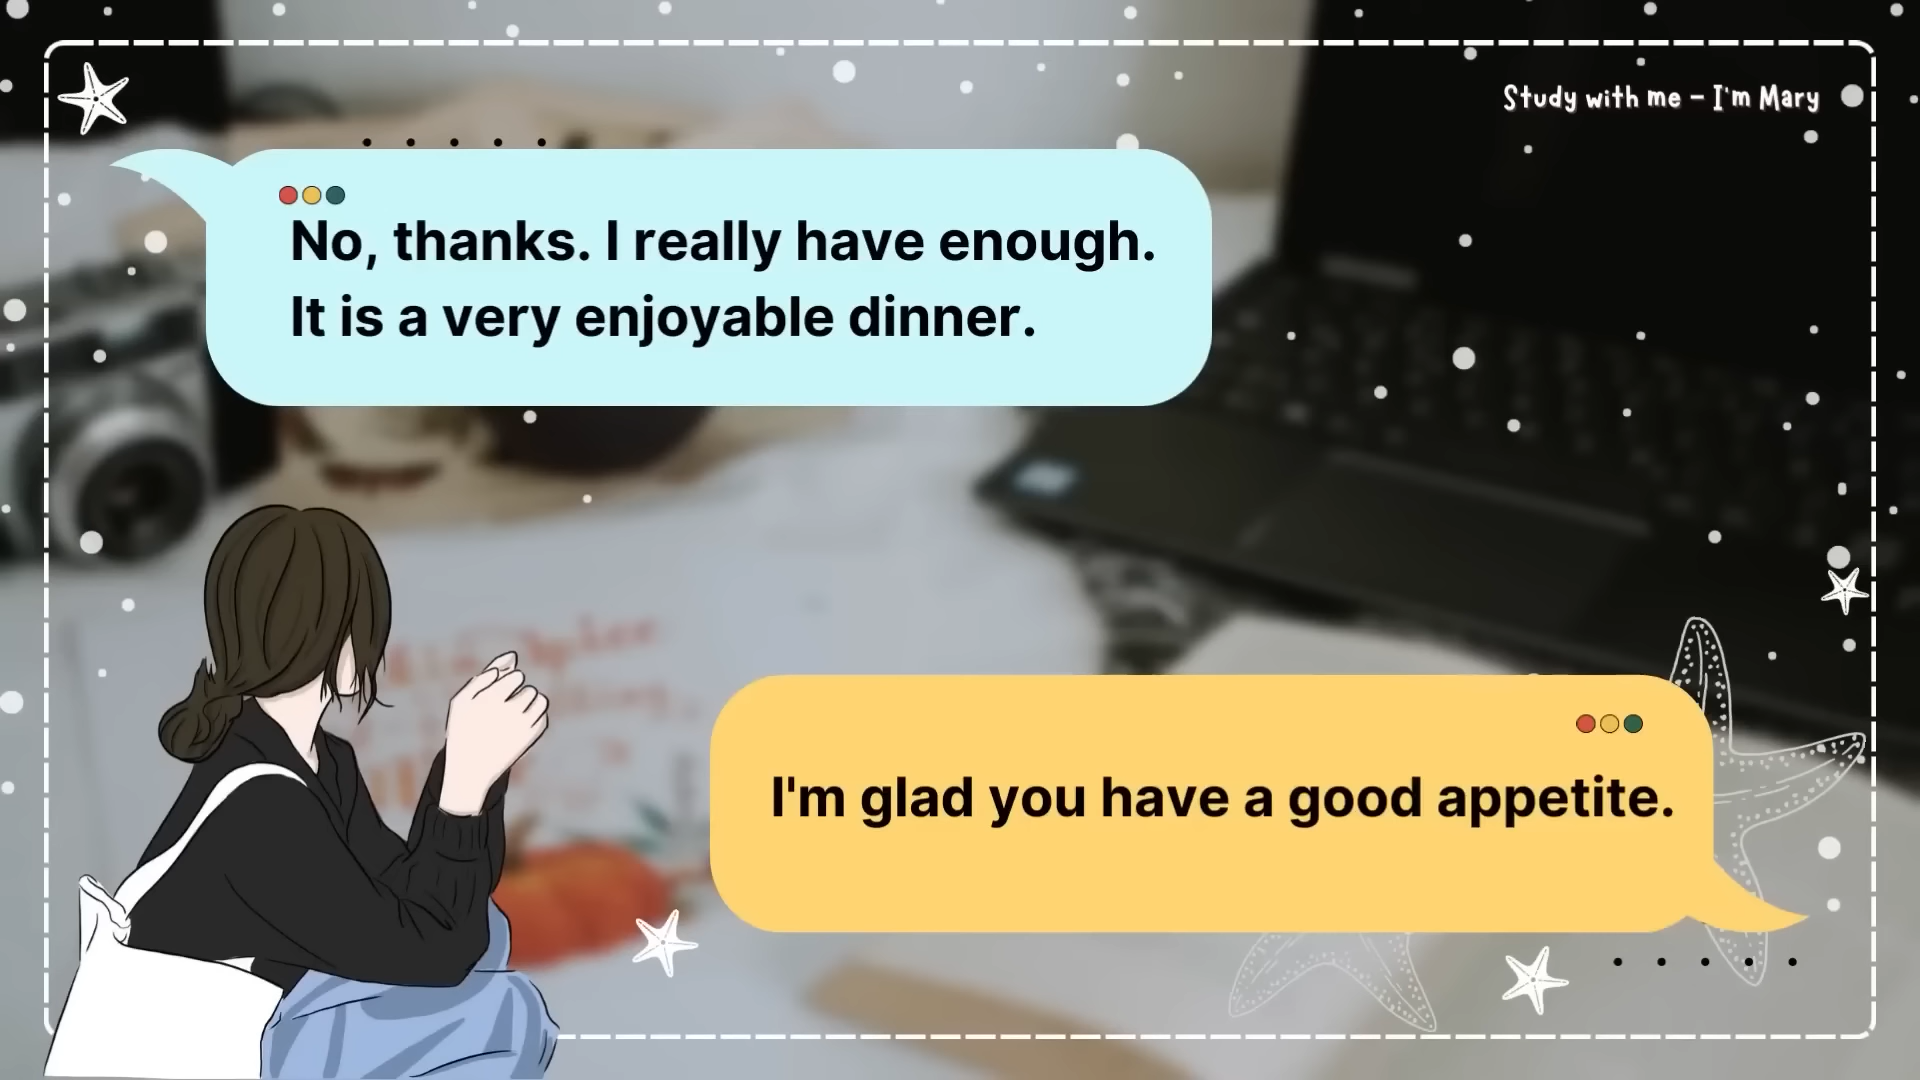 Study with me - I'm Mary
No, thanks. I really have enough.
It is a very enjoyable dinner.
I'm glad you have a good appetite.